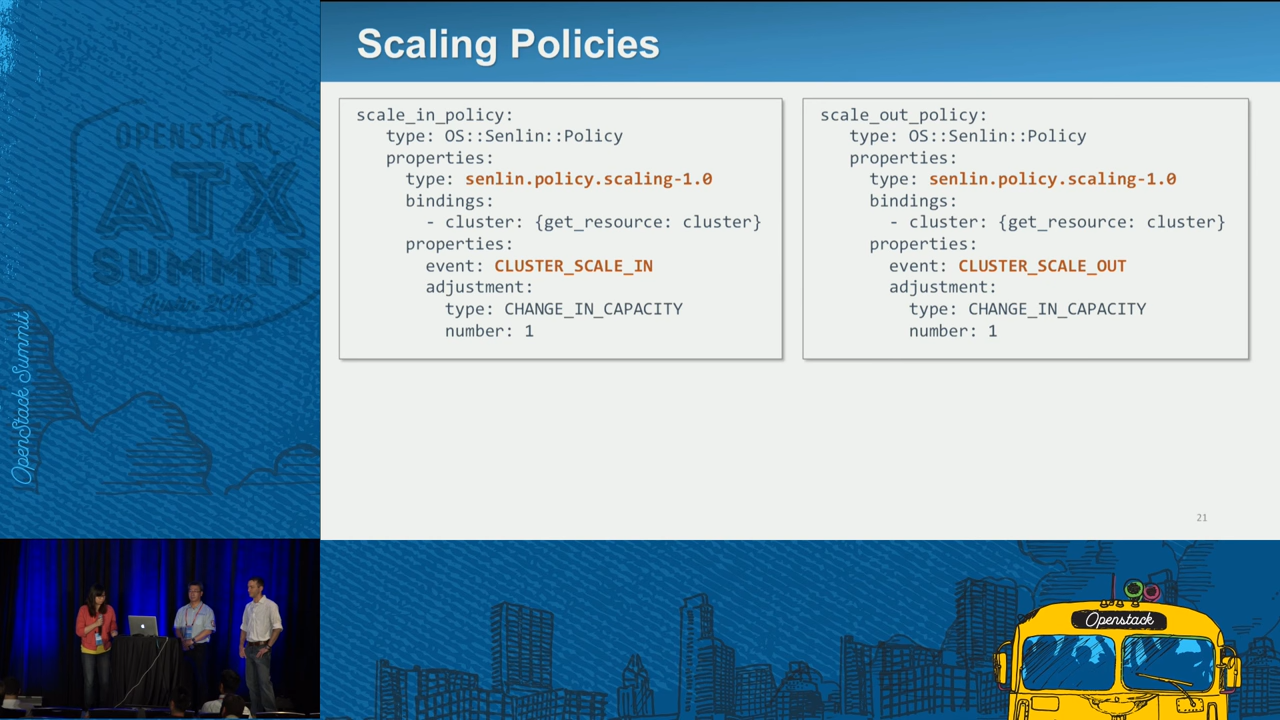 Scaling Policies
scale_in_policy:
type: OS::Senlin::Policy
properties:
type: senlin.policy.scaling-1.0
bindings:
- cluster: {get_resource: cluster}
properties:
event: CLUSTER_SCALE_IN
adjustment:
type: CHANGE_IN_CAPACITY
number: 1
scale_out_policy:
type: OS::Senlin::Policy
properties:
type: senlin.policy.scaling-1.0
bindings:
- cluster: {get_resource: cluster}
properties:
event: CLUSTER_SCALE_OUT
adjustment:
type: CHANGE_IN_CAPACITY
number: 1
21
OPENSTACK
ATX
SUMMIT
OpenStack Summit
Openstack